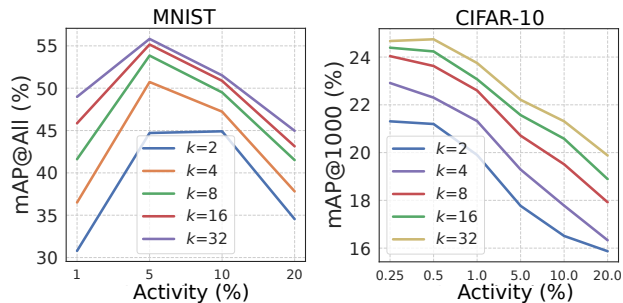 MNIST
mAP@All (%)
55
50
45
40
35
30
k=2
k=4
k=8
k=16
k=32
1 5 10 20
Activity (%)
CIFAR-10
mAP@1000 (%)
24
22
20
18
16
k=2
k=4
k=8
k=16
k=32
0.25 0.5 1.0 5.0 10.0 20.0
Activity (%)